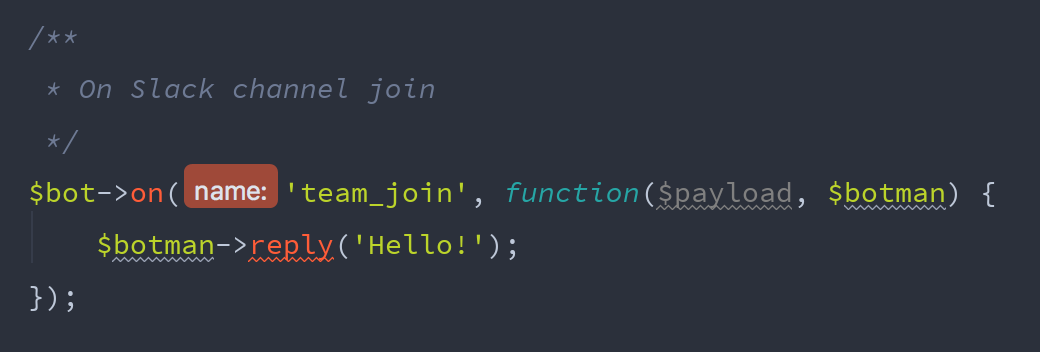 /**
 * On Slack channel join
 */
$bot->on( name: 'team_join', function($payload, $botman) {
    $botman->reply('Hello!');
});